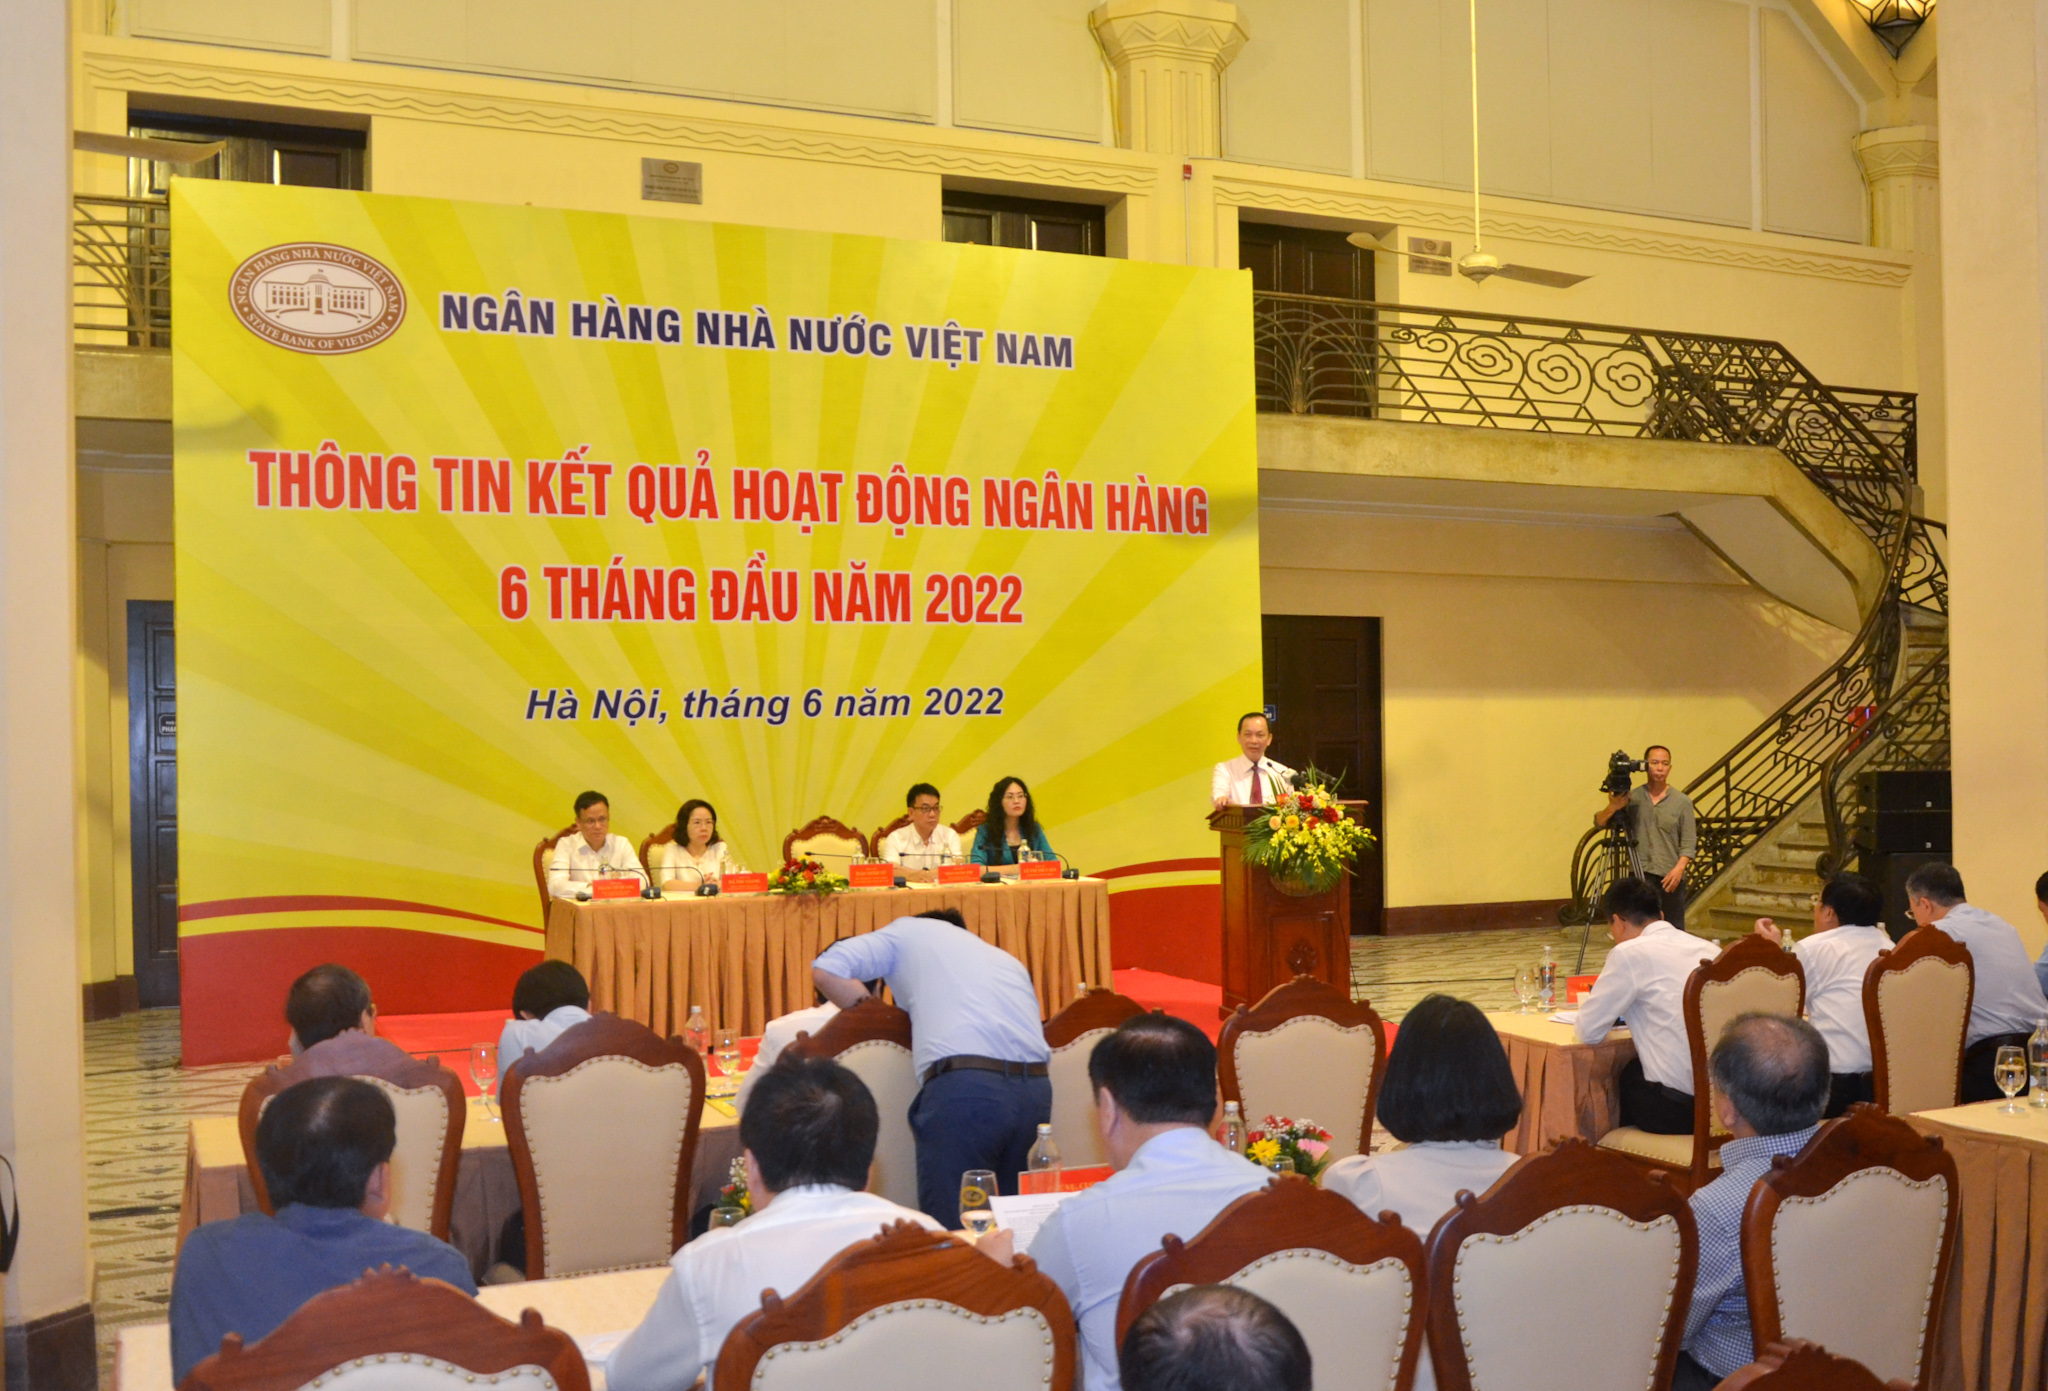 NGÂN HÀNG NHÀ NƯỚC VIỆT NAM
STATE BANK OF VIETNAM
NGÂN HÀNG NHÀ NƯỚC VIỆT NAM
THÔNG TIN KẾT QUẢ HOẠT ĐỘNG NGÂN HÀNG
6 THÁNG ĐẦU NĂM 2022
Hà Nội, tháng 6 năm 2022